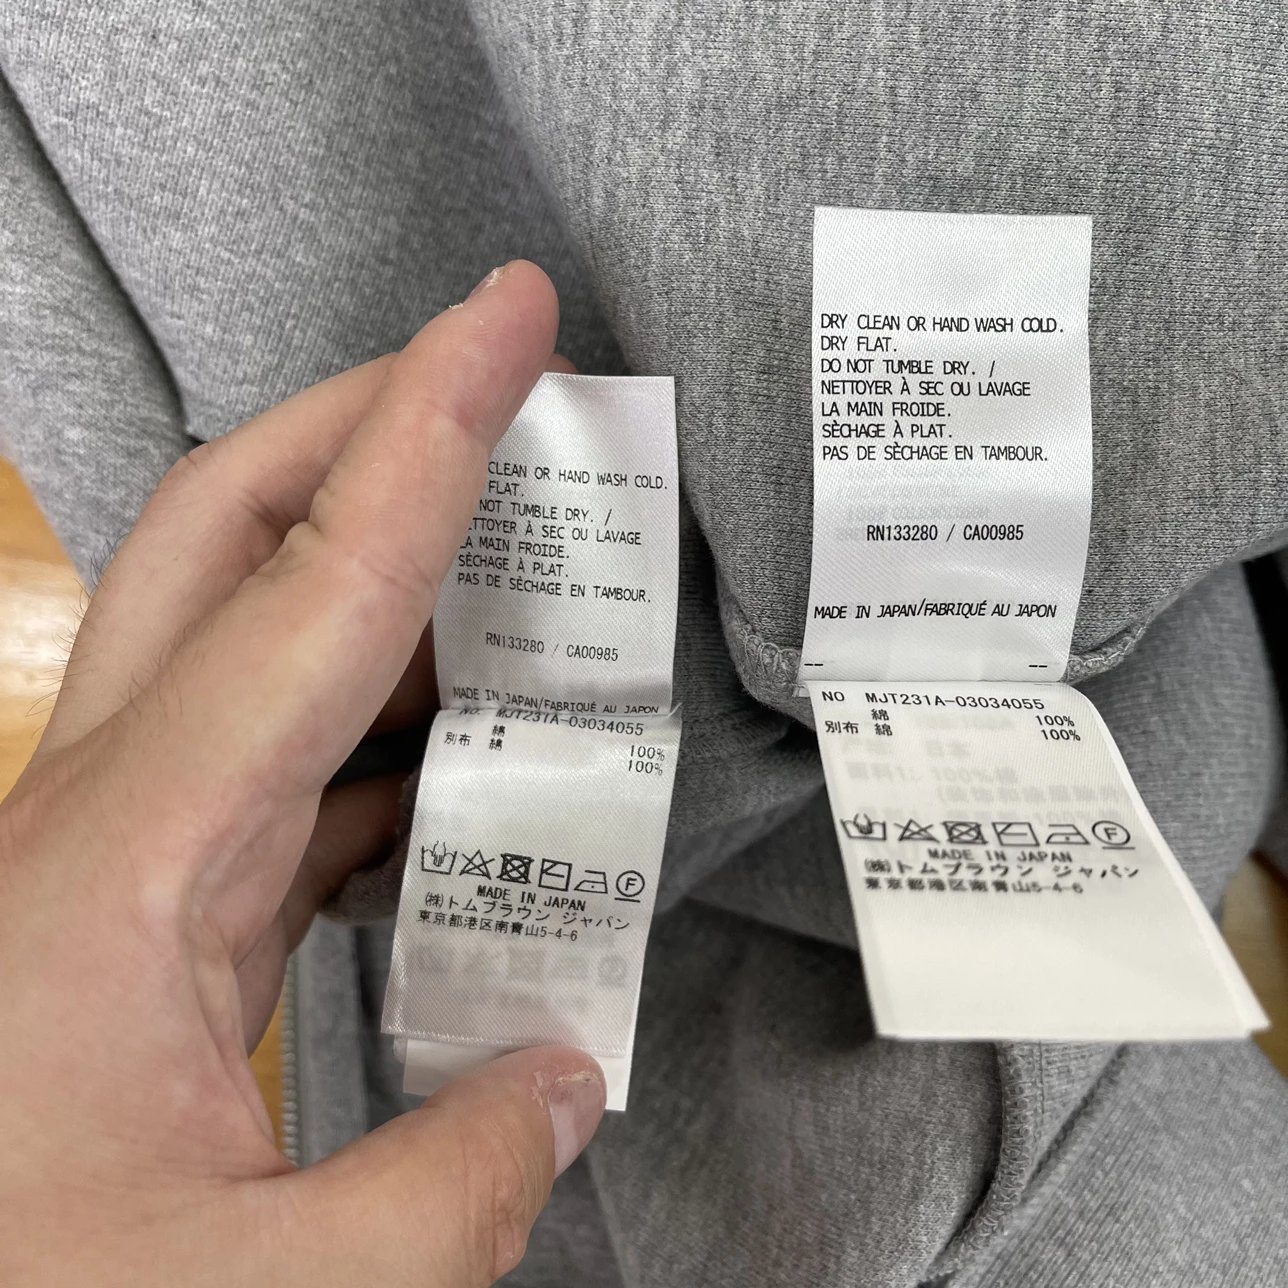 CLEAN OR HAND WASH COLD.
FLAT.
NOT TUMBLE DRY. /
NETTOYER À SEC OU LAVAGE
LA MAIN FROIDE.
SÈCHAGE À PLAT.
PAS DE SÈCHAGE EN TAMBOUR.
RN133280 / CA00985
MADE IN JAPAN/FABRIQUÉ AU JAPON
NO. MJT231A-03034055
綿 100%
別布 綿 100%
F
MADE IN JAPAN
㈱トムブラウン ジャパン
東京都港区南青山5-4-6
DRY CLEAN OR HAND WASH COLD.
DRY FLAT.
DO NOT TUMBLE DRY. /
NETTOYER À SEC OU LAVAGE
LA MAIN FROIDE.
SÈCHAGE À PLAT.
PAS DE SÈCHAGE EN TAMBOUR.
RN133280 / CA00985
MADE IN JAPAN/FABRIQUÉ AU JAPON
NO MJT231A-03034055
綿 100%
別布 綿 100%
F
MADE IN JAPAN
㈱トムブラウン ジャパン
東京都港区南青山5-4-6